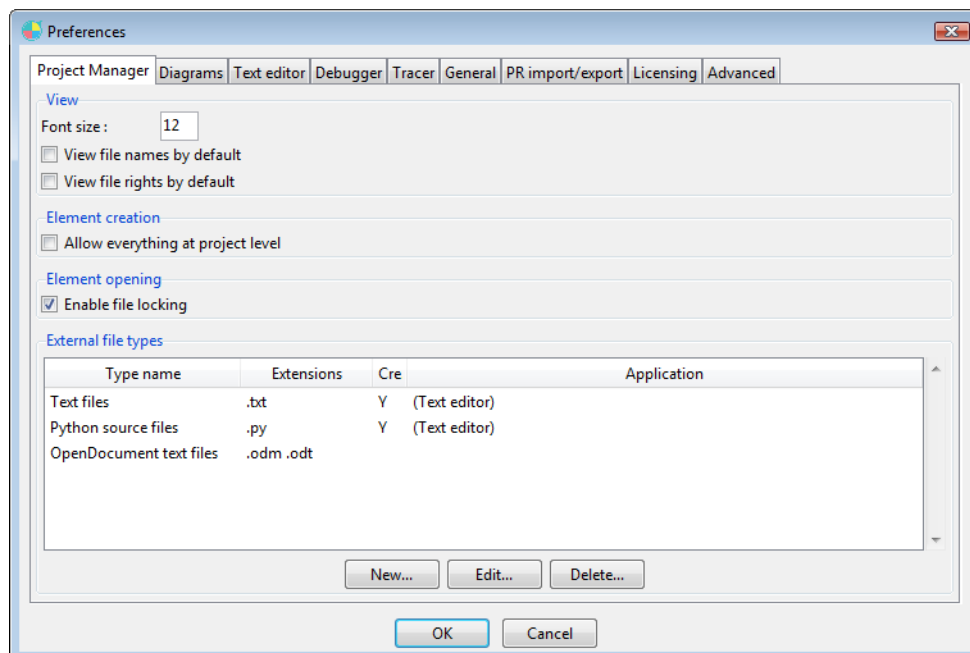 Preferences
Project Manager Diagrams Text editor Debugger Tracer General PR import/export Licensing Advanced
View
Font size : 12
View file names by default
View file rights by default
Element creation
Allow everything at project level
Element opening
Enable file locking
External file types
Type name Extensions Cre Application
Text files .txt Y (Text editor)
Python source files .py Y (Text editor)
OpenDocument text files .odm .odt
New... Edit... Delete...
OK Cancel